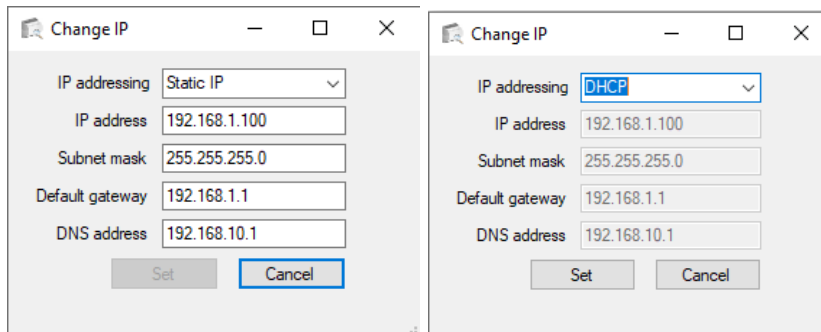 Change IP
IP addressing Static IP
IP address 192.168.1.100
Subnet mask 255.255.255.0
Default gateway 192.168.1.1
DNS address 192.168.10.1
Set Cancel
Change IP
IP addressing DHCP
IP address 192.168.1.100
Subnet mask 255.255.255.0
Default gateway 192.168.1.1
DNS address 192.168.10.1
Set Cancel